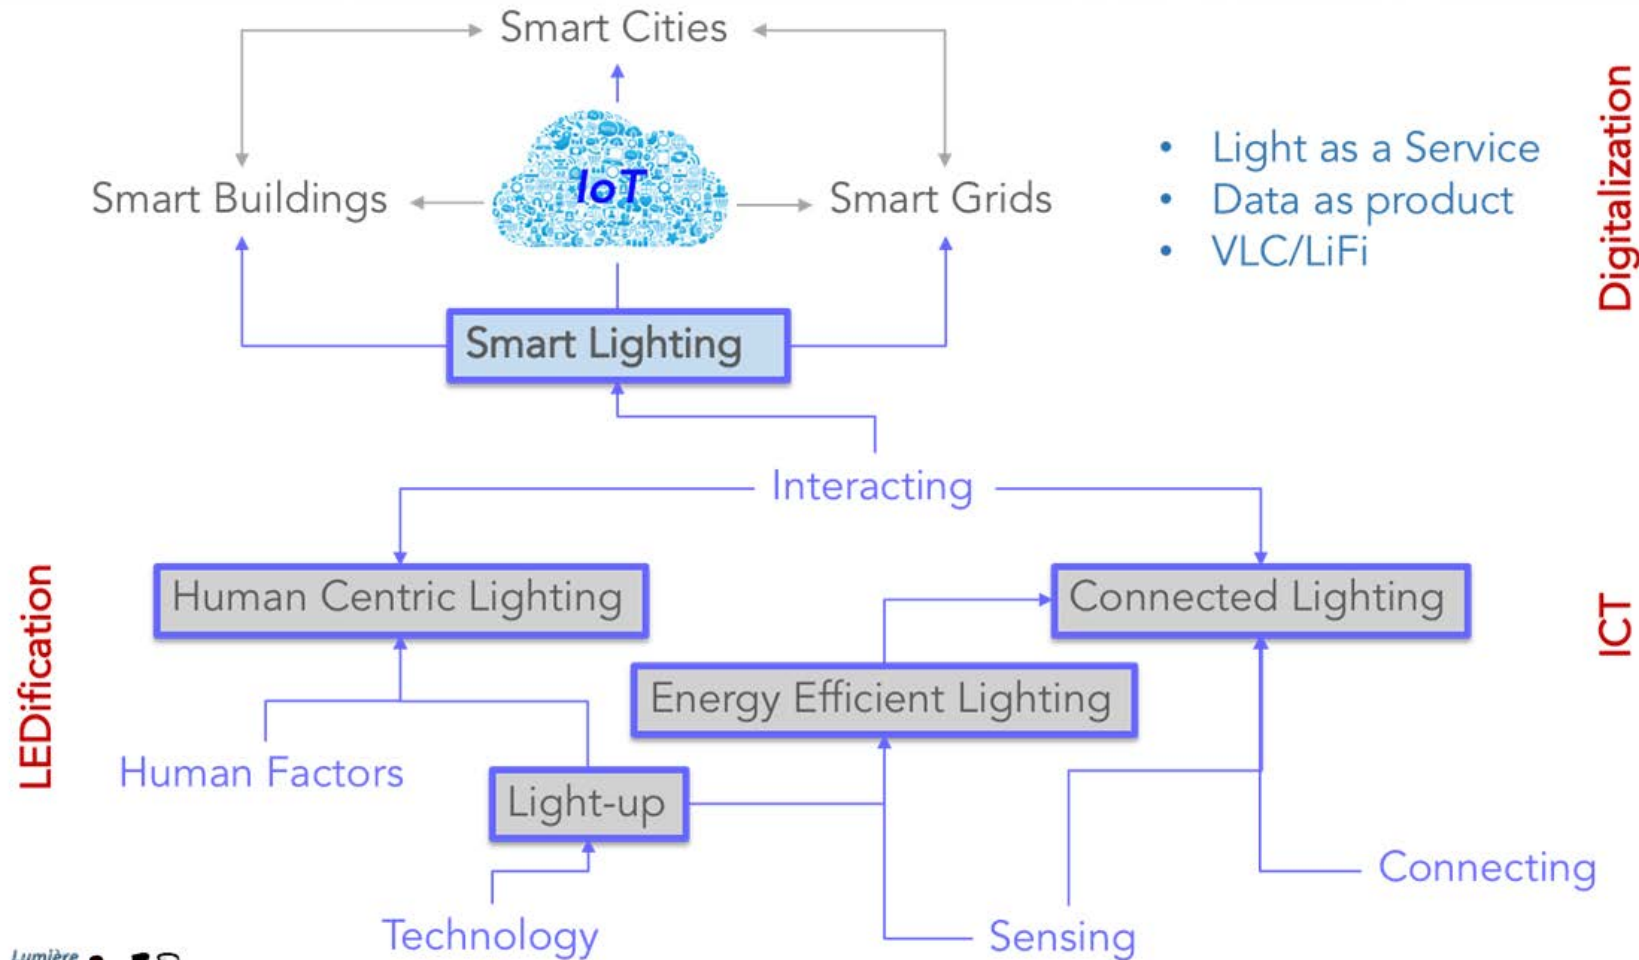 Smart Cities
IoT
Smart Buildings
Smart Grids
• Light as a Service
• Data as product
• VLC/LiFi
Digitalization
Smart Lighting
Interacting
Human Centric Lighting
Connected Lighting
LEDification
ICT
Energy Efficient Lighting
Human Factors
Light-up
Connecting
Technology
Sensing
Lumière